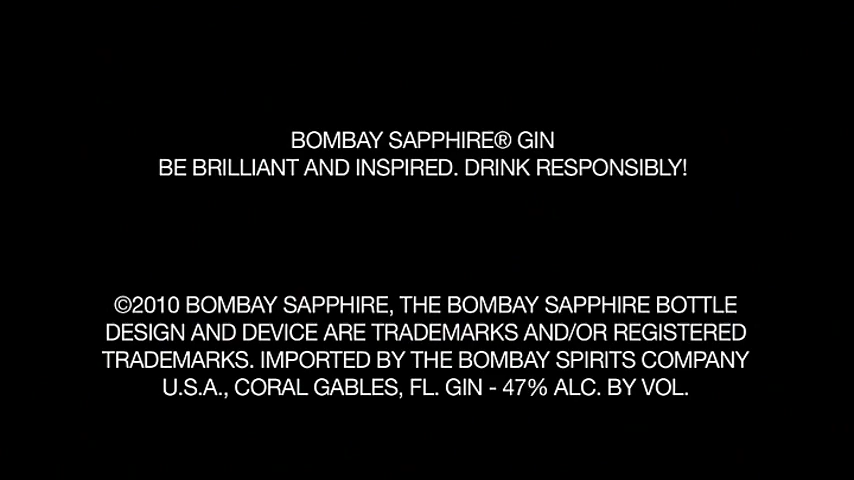 BOMBAY SAPPHIRE® GIN
BE BRILLIANT AND INSPIRED. DRINK RESPONSIBLY!
©2010 BOMBAY SAPPHIRE, THE BOMBAY SAPPHIRE BOTTLE
DESIGN AND DEVICE ARE TRADEMARKS AND/OR REGISTERED
TRADEMARKS. IMPORTED BY THE BOMBAY SPIRITS COMPANY
U.S.A., CORAL GABLES, FL. GIN - 47% ALC. BY VOL.